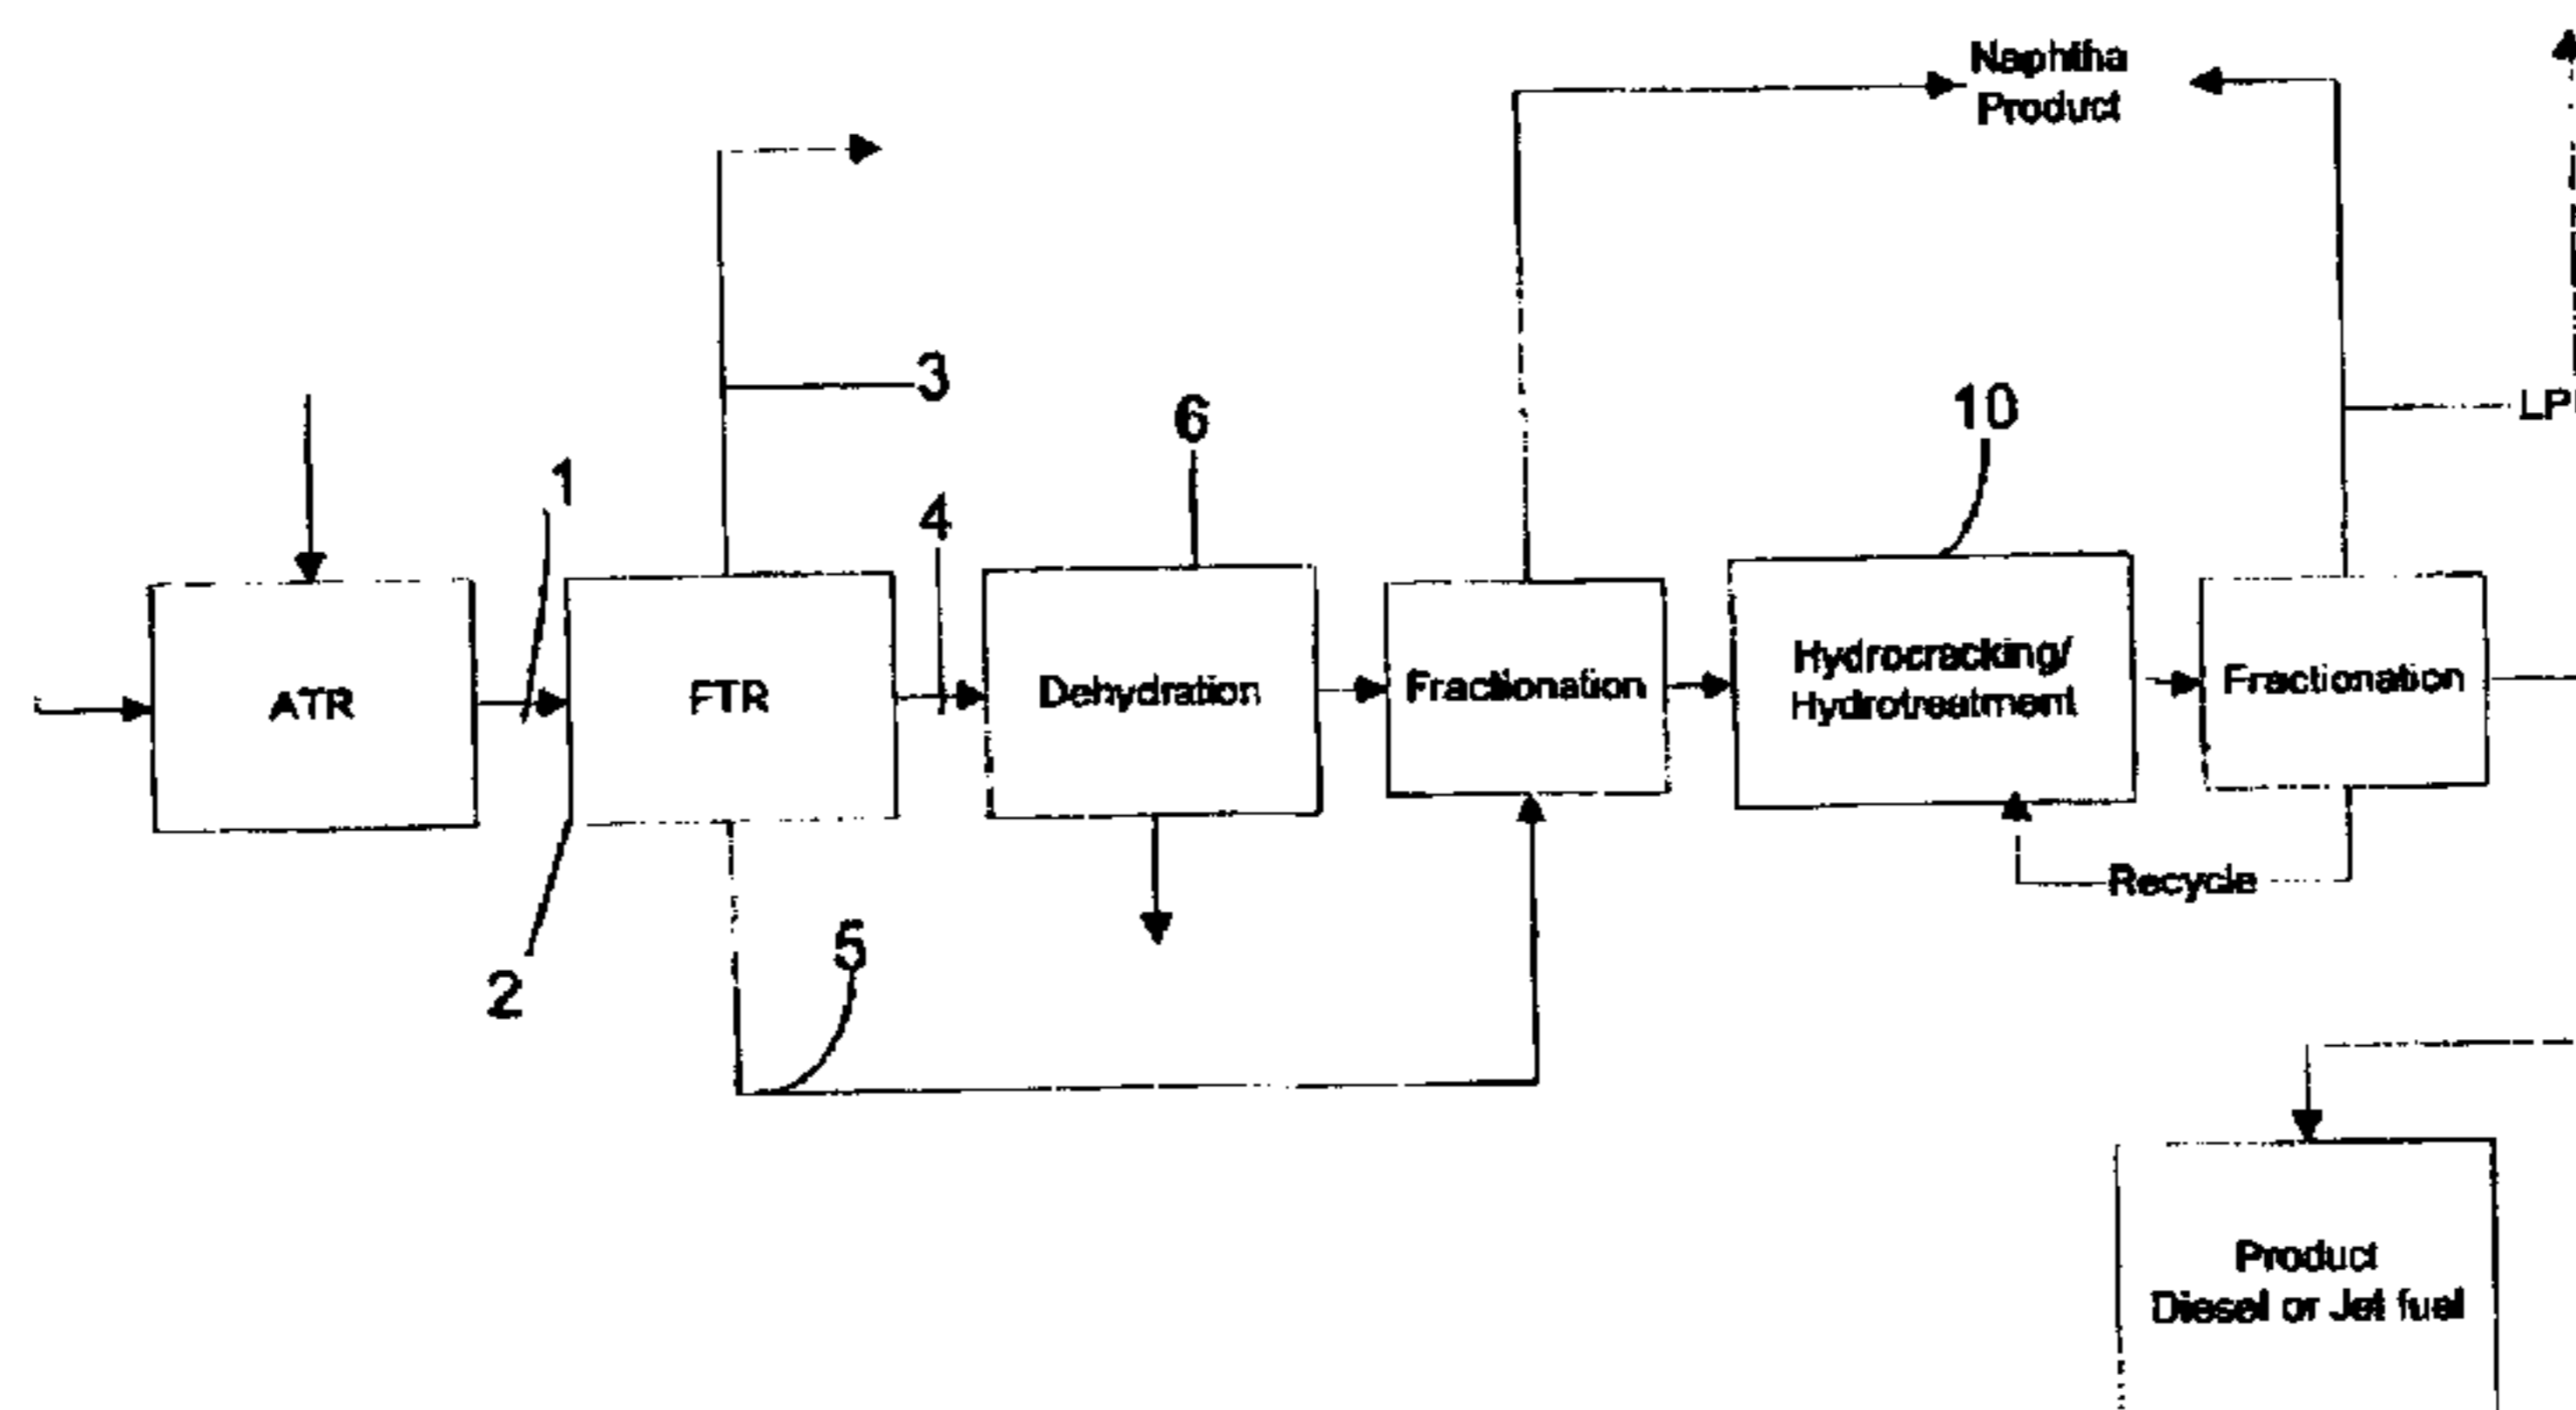 Naphtha
Product
3
6
10
LP
1
4
ATR
FTR
Dehydration
Fractionation
Hydrocracking/
Hydrotreatment
Fractionation
Recycle
2
5
Product
Diesel or Jet fuel